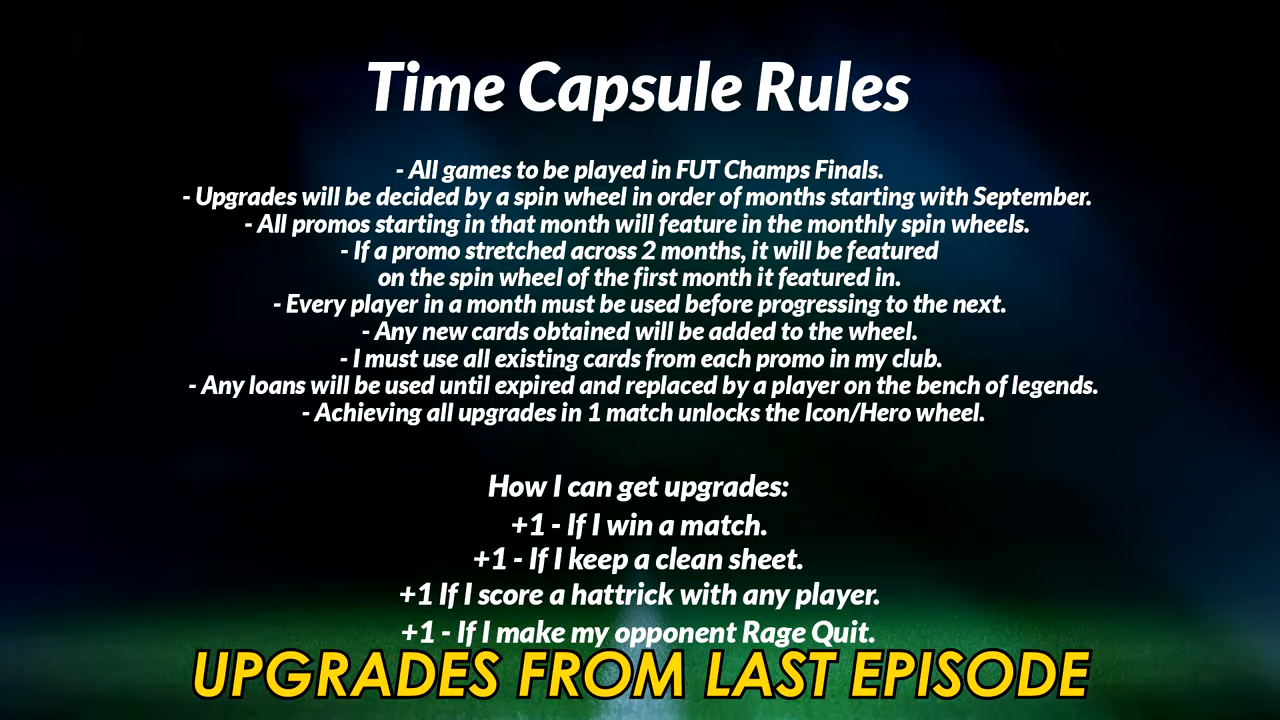 Time Capsule Rules
- All games to be played in FUT Champs Finals.
- Upgrades will be decided by a spin wheel in order of months starting with September.
- All promos starting in that month will feature in the monthly spin wheels.
- If a promo stretched across 2 months, it will be featured
on the spin wheel of the first month it featured in.
- Every player in a month must be used before progressing to the next.
- Any new cards obtained will be added to the wheel.
- I must use all existing cards from each promo in my club.
- Any loans will be used until expired and replaced by a player on the bench of legends.
- Achieving all upgrades in 1 match unlocks the Icon/Hero wheel.
How I can get upgrades:
+1 - If I win a match.
+1 - If I keep a clean sheet.
+1 If I score a hattrick with any player.
+1 - If I make my opponent Rage Quit.
UPGRADES FROM LAST EPISODE